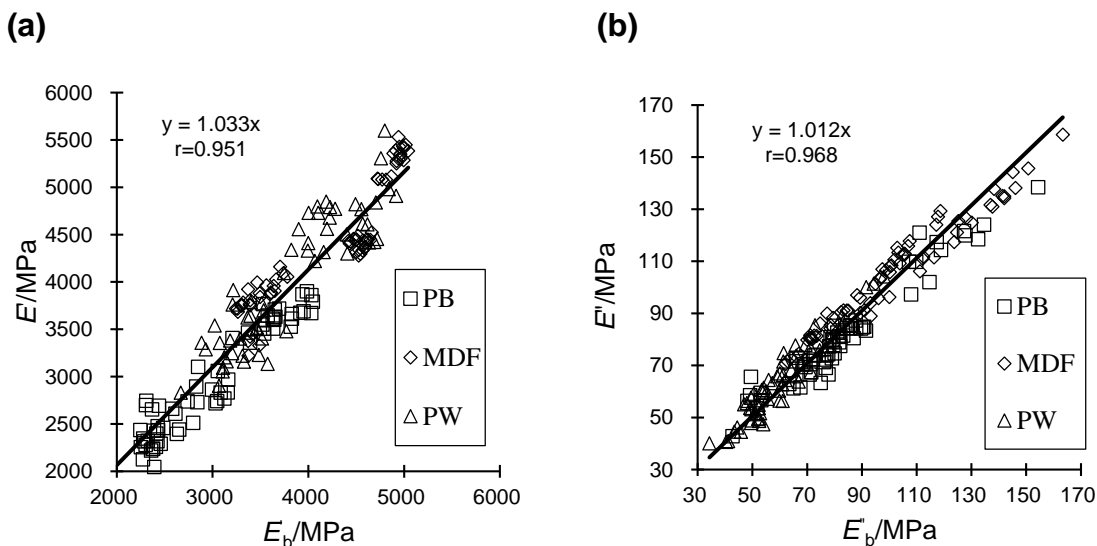 (a)
y = 1.033x
r=0.951
E'/MPa
6000
5500
5000
4500
4000
3500
3000
2500
2000
2000 3000 4000 5000 6000
E'b/MPa
PB
MDF
PW
(b)
y = 1.012x
r=0.968
E"/MPa
170
150
130
110
90
70
50
30
30 50 70 90 110 130 150 170
E"b/MPa
PB
MDF
PW